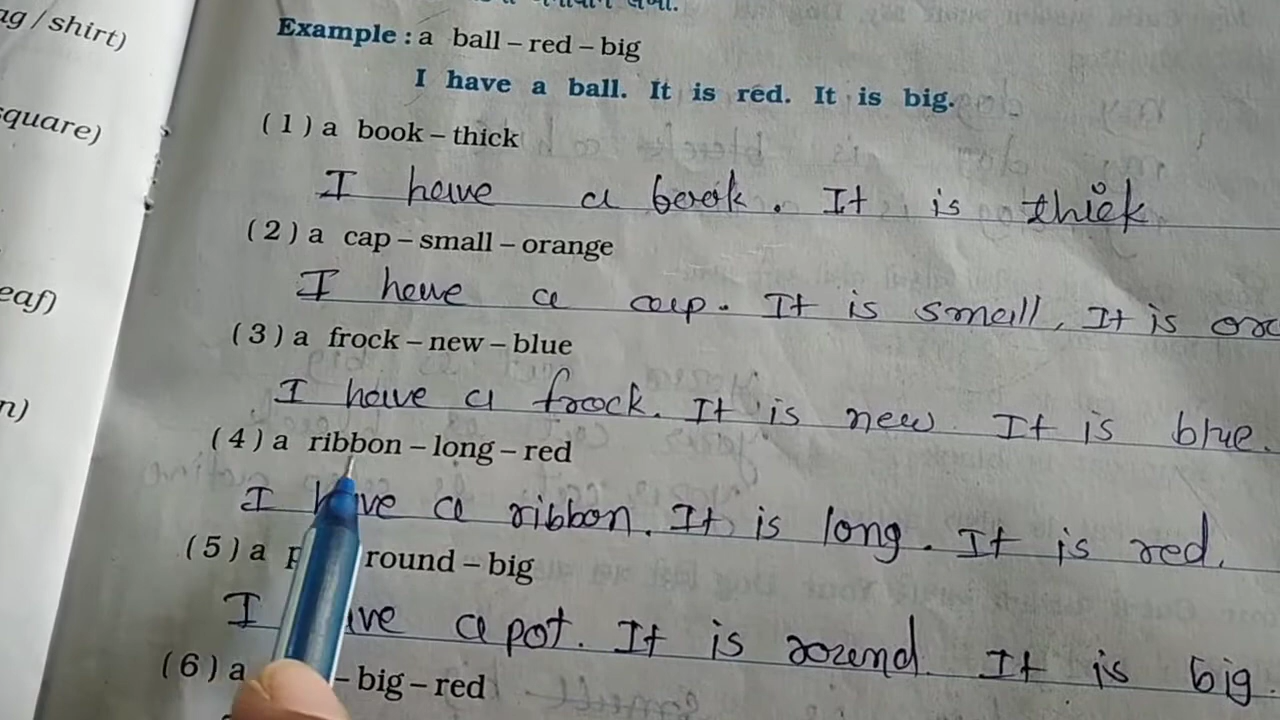 ag / shirt)
square)
eaf)
n)
Example : a ball – red – big
I have a ball. It is red. It is big.
( 1 ) a book – thick
I have a book. It is thick
( 2 ) a cap – small – orange
I have a cap. It is small, It is
( 3 ) a frock – new – blue
I have a frock. It is new It is blue.
( 4 ) a ribbon – long – red
I have a ribbon. It is long. It is red.
( 5 ) a round – big
I have a pot. It is round It is big.
( 6 ) a – big – red